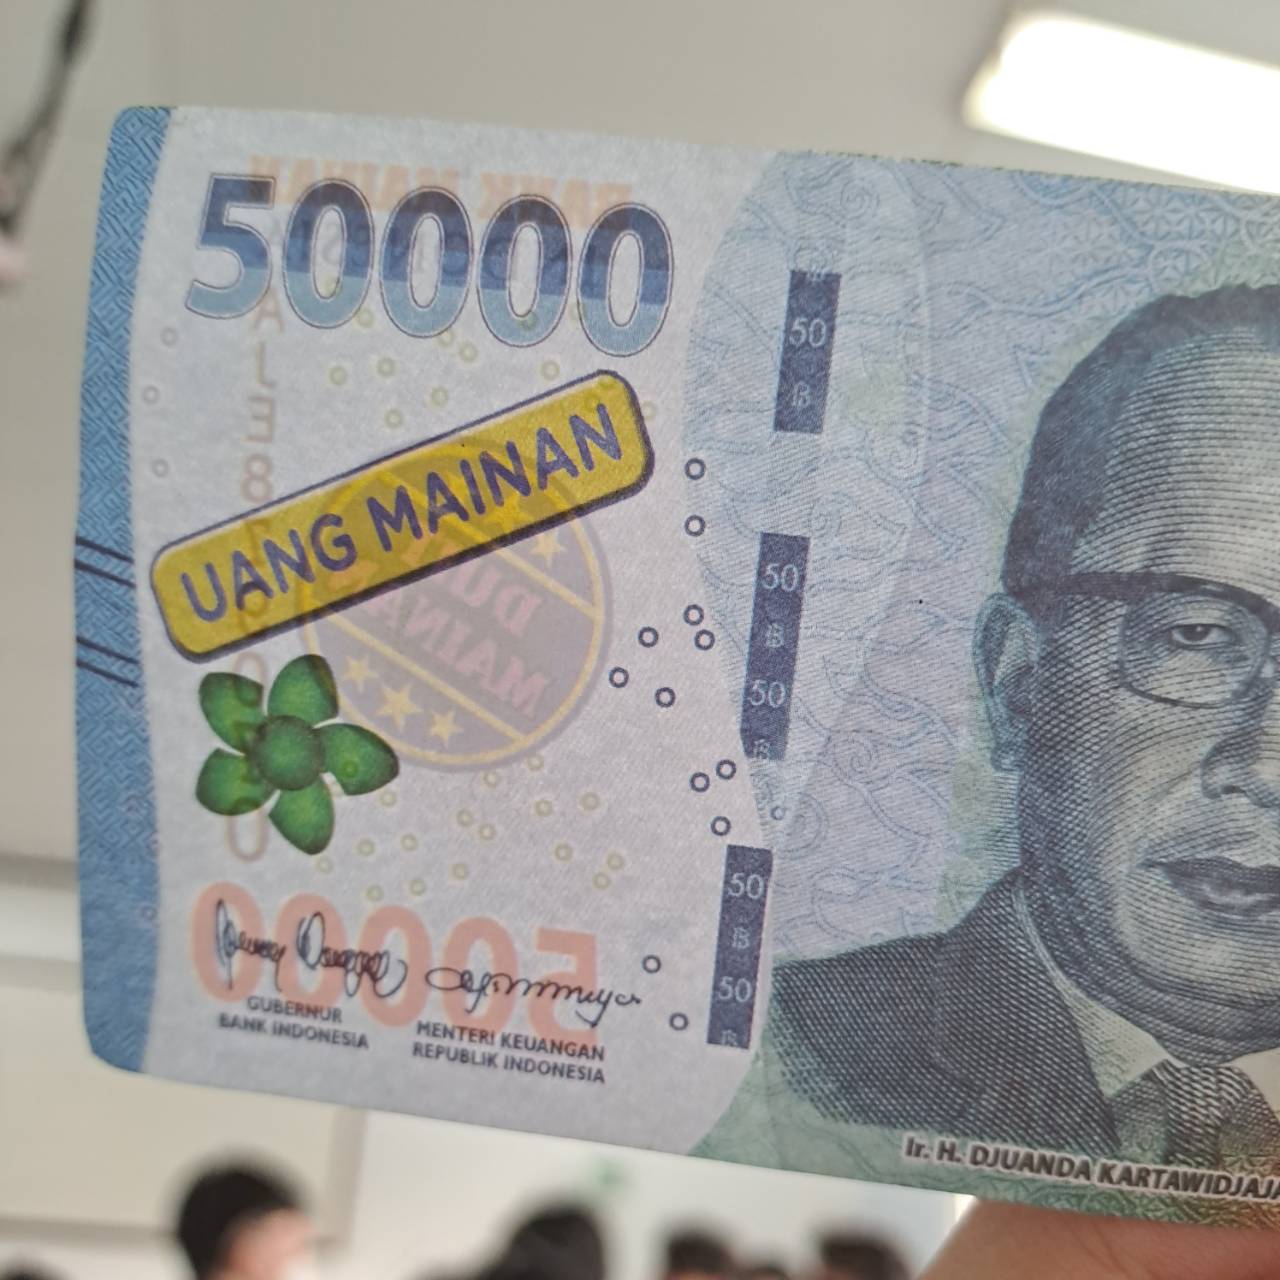 50000
UANG MAINAN
50
50
50
50
50
GUBERNUR
BANK INDONESIA
MENTERI KEUANGAN
REPUBLIK INDONESIA
Ir. H. DJUANDA KARTAWIDJAJA